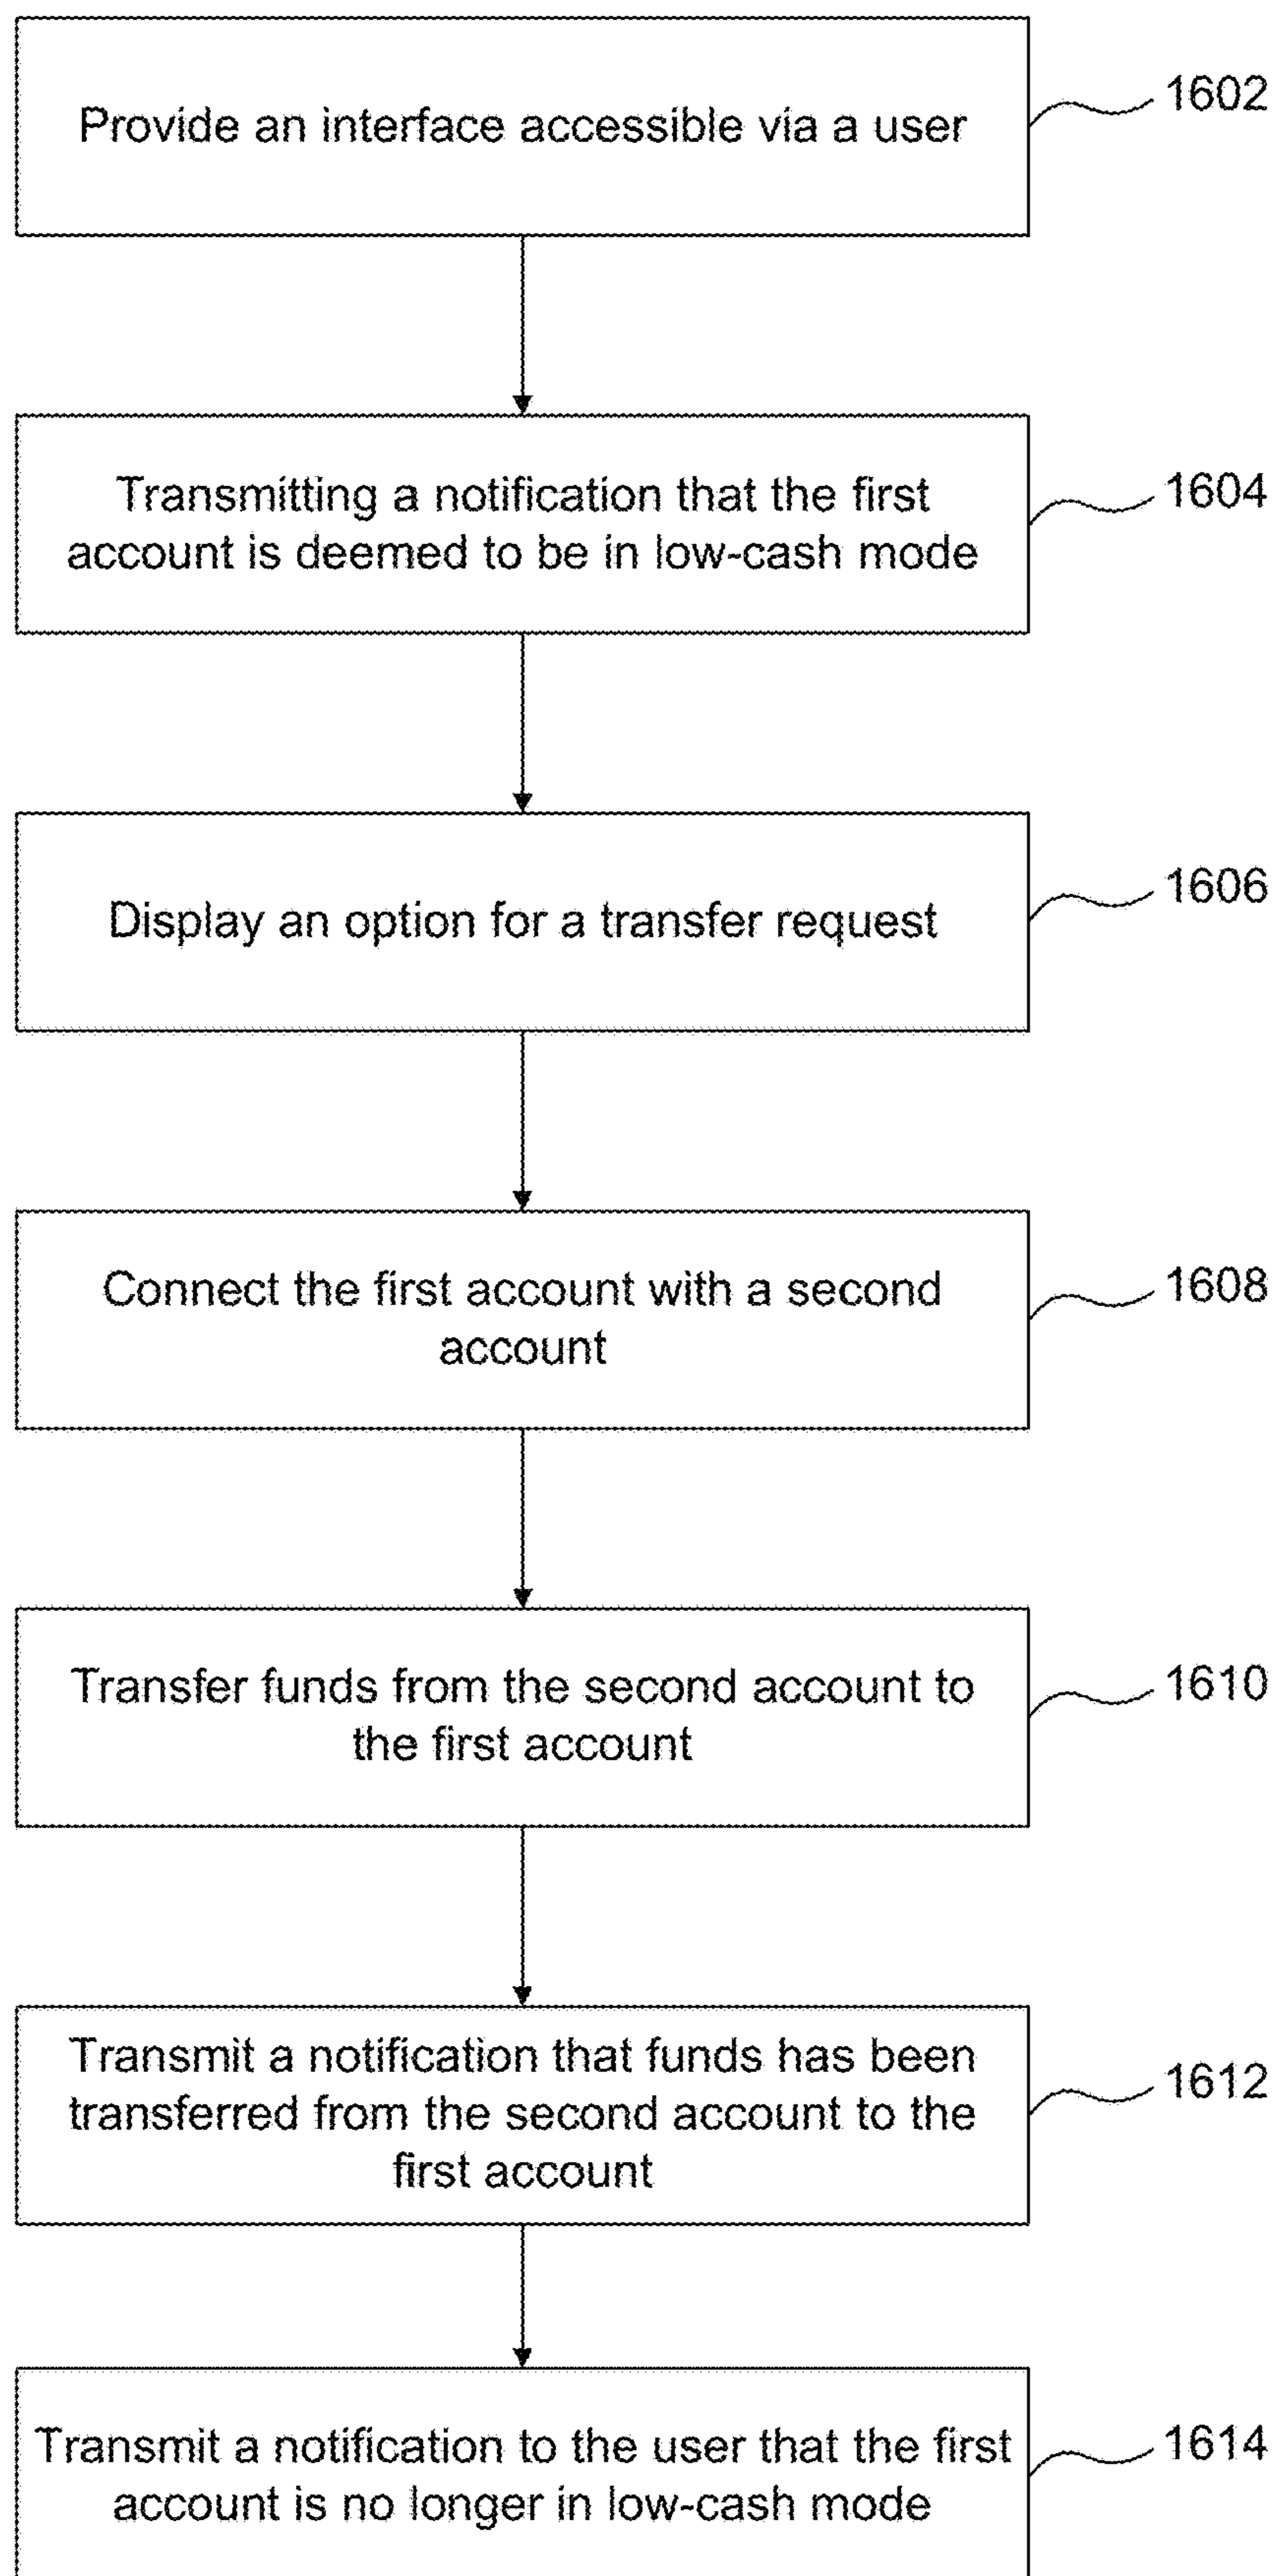 Provide an interface accessible via a user
1602
Transmitting a notification that the first
account is deemed to be in low-cash mode
1604
Display an option for a transfer request
1606
Connect the first account with a second
account
1608
Transfer funds from the second account to
the first account
1610
Transmit a notification that funds has been
transferred from the second account to the
first account
1612
Transmit a notification to the user that the first
account is no longer in low-cash mode
1614